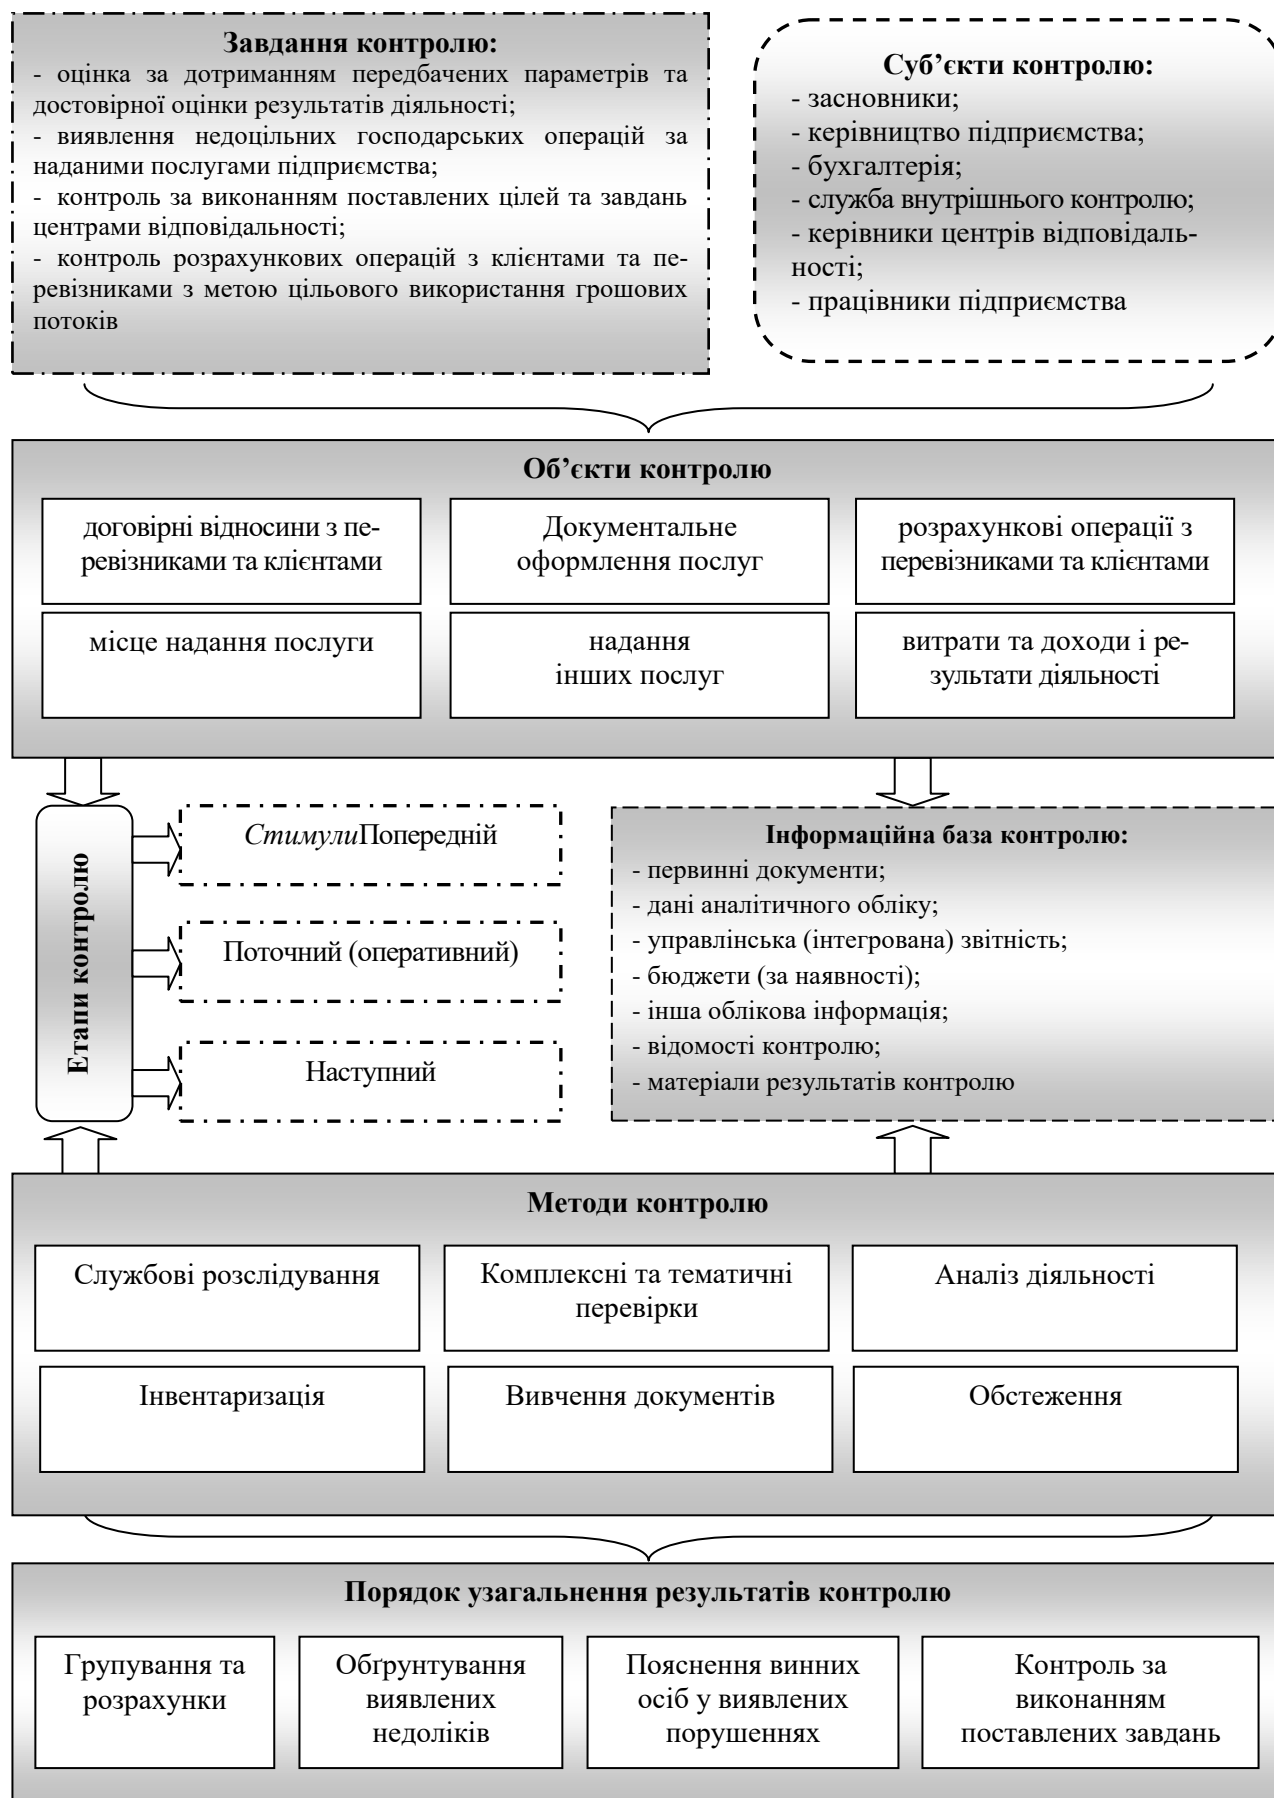 Завдання контролю:
- оцінка за дотриманням передбачених параметрів та
достовірної оцінки результатів діяльності;
- виявлення недоцільних господарських операцій за
наданими послугами підприємства;
- контроль за виконанням поставлених цілей та завдань
центрами відповідальності;
- контроль розрахункових операцій з клієнтами та пе-
ревізниками з метою цільового використання грошових
потоків
Суб’єкти контролю:
- засновники;
- керівництво підприємства;
- бухгалтерія;
- служба внутрішнього контролю;
- керівники центрів відповідаль-
ності;
- працівники підприємства
Об’єкти контролю
договірні відносини з пе-
ревізниками та клієнтами
Документальне
оформлення послуг
розрахункові операції з
перевізниками та клієнтами
місце надання послуги
надання
інших послуг
витрати та доходи і ре-
зультати діяльності
Етапи контролю
СтимулиПопередній
Поточний (оперативний)
Наступний
Інформаційна база контролю:
- первинні документи;
- дані аналітичного обліку;
- управлінська (інтегрована) звітність;
- бюджети (за наявності);
- інша облікова інформація;
- відомості контролю;
- матеріали результатів контролю
Методи контролю
Службові розслідування
Комплексні та тематичні
перевірки
Аналіз діяльності
Інвентаризація
Вивчення документів
Обстеження
Порядок узагальнення результатів контролю
Групування та
розрахунки
Обґрунтування
виявлених
недоліків
Пояснення винних
осіб у виявлених
порушеннях
Контроль за
виконанням
поставлених завдань